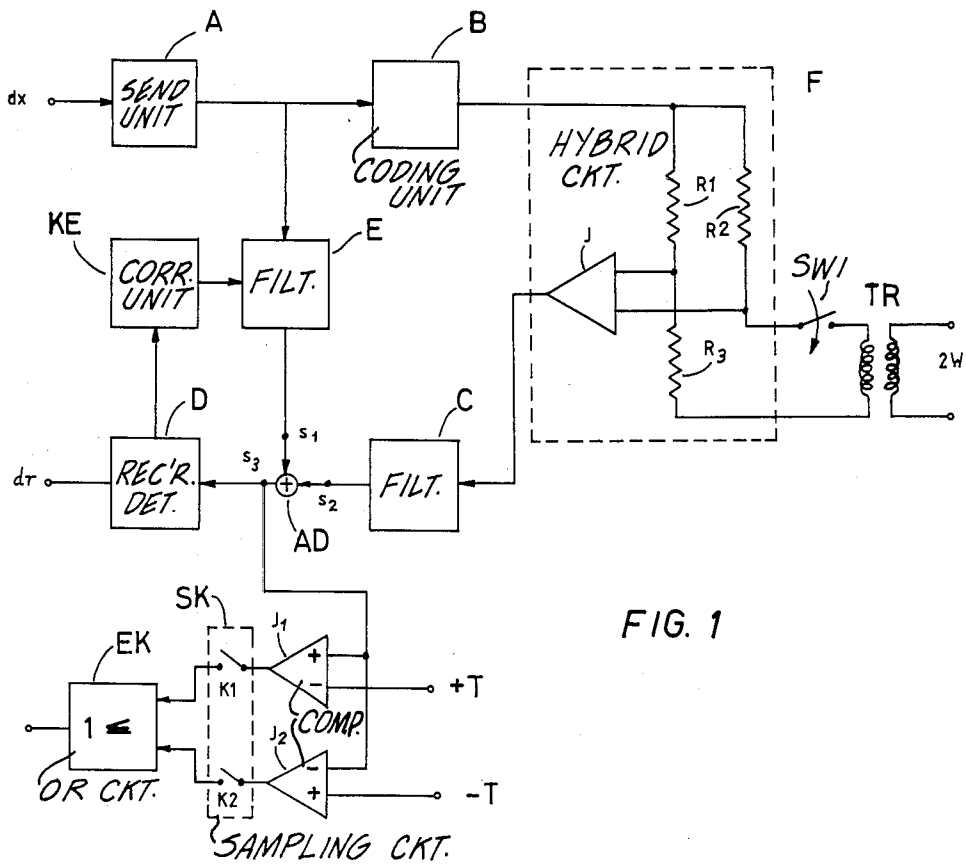 A
B
F
dx
SEND
UNIT
CODING
UNIT
HYBRID
CKT.
R1
R2
KE
CORR.
UNIT
E
FILT.
J
SW1
TR
2W
R3
D
REC'R.
DET.
dr
s1
s3
s2
AD
C
FILT.
SK
J1
+
−
K1
+T
COMP.
EK
1 ≤
OR CKT.
J2
−
+
K2
−T
SAMPLING CKT.
FIG. 1